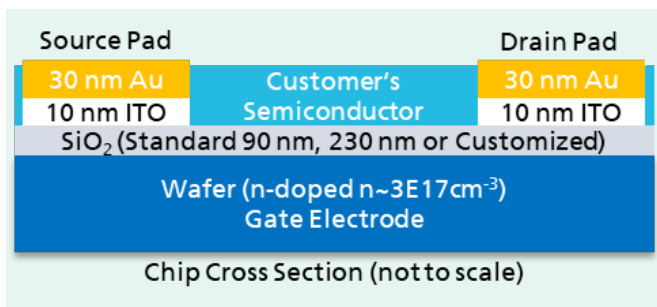 Source Pad
Drain Pad
30 nm Au
Customer's
30 nm Au
10 nm ITO
Semiconductor
10 nm ITO
SiO₂ (Standard 90 nm, 230 nm or Customized)
Wafer (n-doped n~3E17cm⁻³)
Gate Electrode
Chip Cross Section (not to scale)